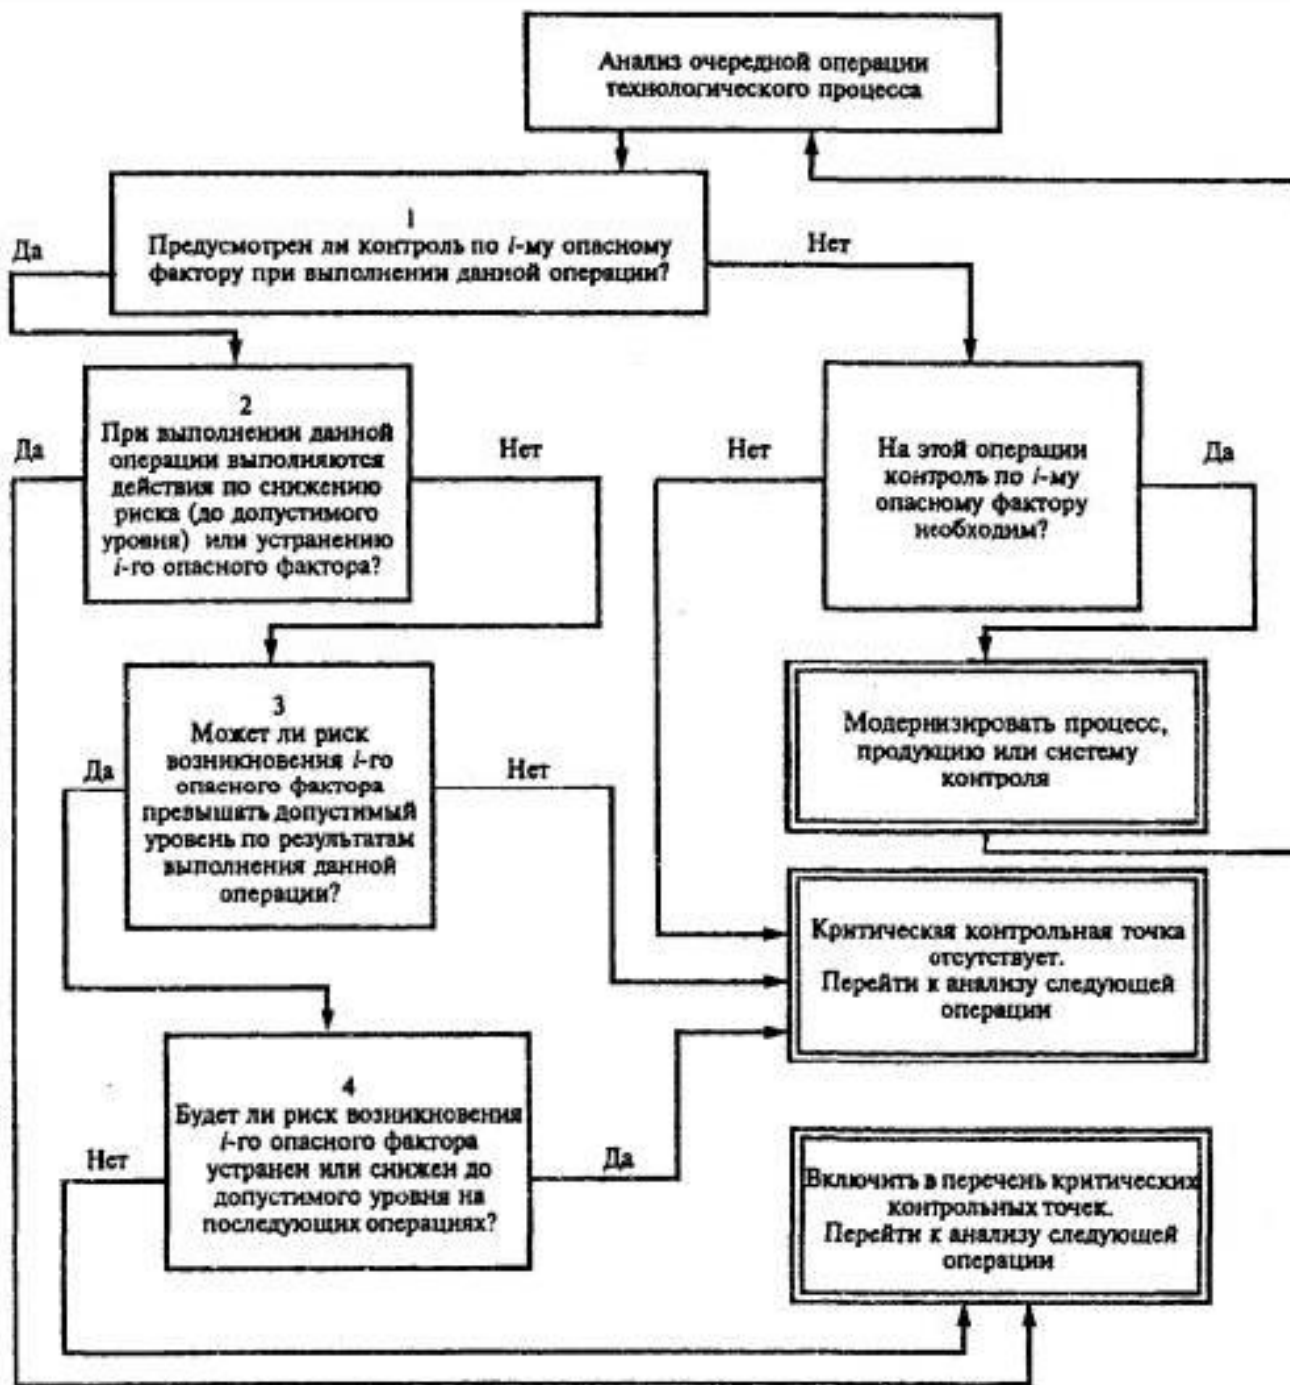 Анализ очередной операции
технологического процесса
1
Предусмотрен ли контроль по i-му опасному
фактору при выполнении данной операции?
Да
Нет
2
При выполнении данной
операции выполняются
действия по снижению
риска (до допустимого
уровня) или устранению
i-го опасного фактора?
Да
Нет
На этой операции
контроль по i-му
опасному фактору
необходим?
Нет
Да
3
Может ли риск
возникновения i-го
опасного фактора
превышать допустимый
уровень по результатам
выполнения данной
операции?
Да
Нет
Модернизировать процесс,
продукцию или систему
контроля
Критическая контрольная точка
отсутствует.
Перейти к анализу следующей
операции
4
Будет ли риск возникновения
i-го опасного фактора
устранен или снижен до
допустимого уровня на
последующих операциях?
Нет
Да
Включить в перечень критических
контрольных точек.
Перейти к анализу следующей
операции